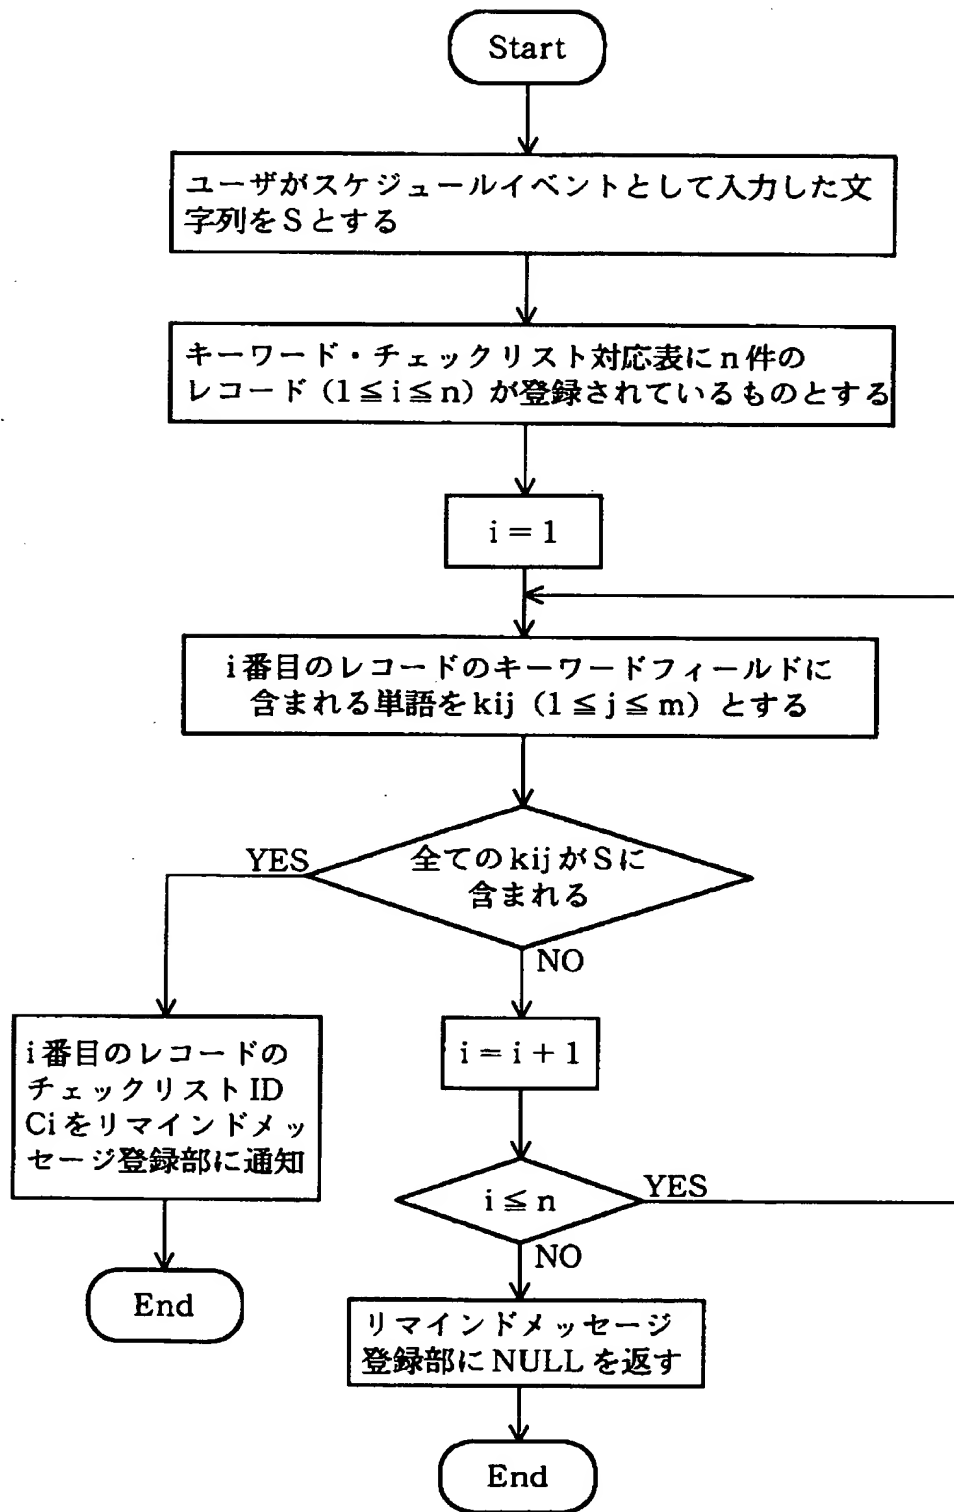 Start
ユーザがスケジュールイベントとして入力した文
字列をSとする
キーワード・チェックリスト対応表にn件の
レコード（1≦i≦n）が登録されているものとする
i＝1
i番目のレコードのキーワードフィールドに
含まれる単語をkij（1≦j≦m）とする
全てのkijがSに
含まれる
YES
NO
i番目のレコードの
チェックリストID
Ciをリマインドメッ
セージ登録部に通知
End
i＝i＋1
i≦n
YES
NO
リマインドメッセージ
登録部にNULLを返す
End